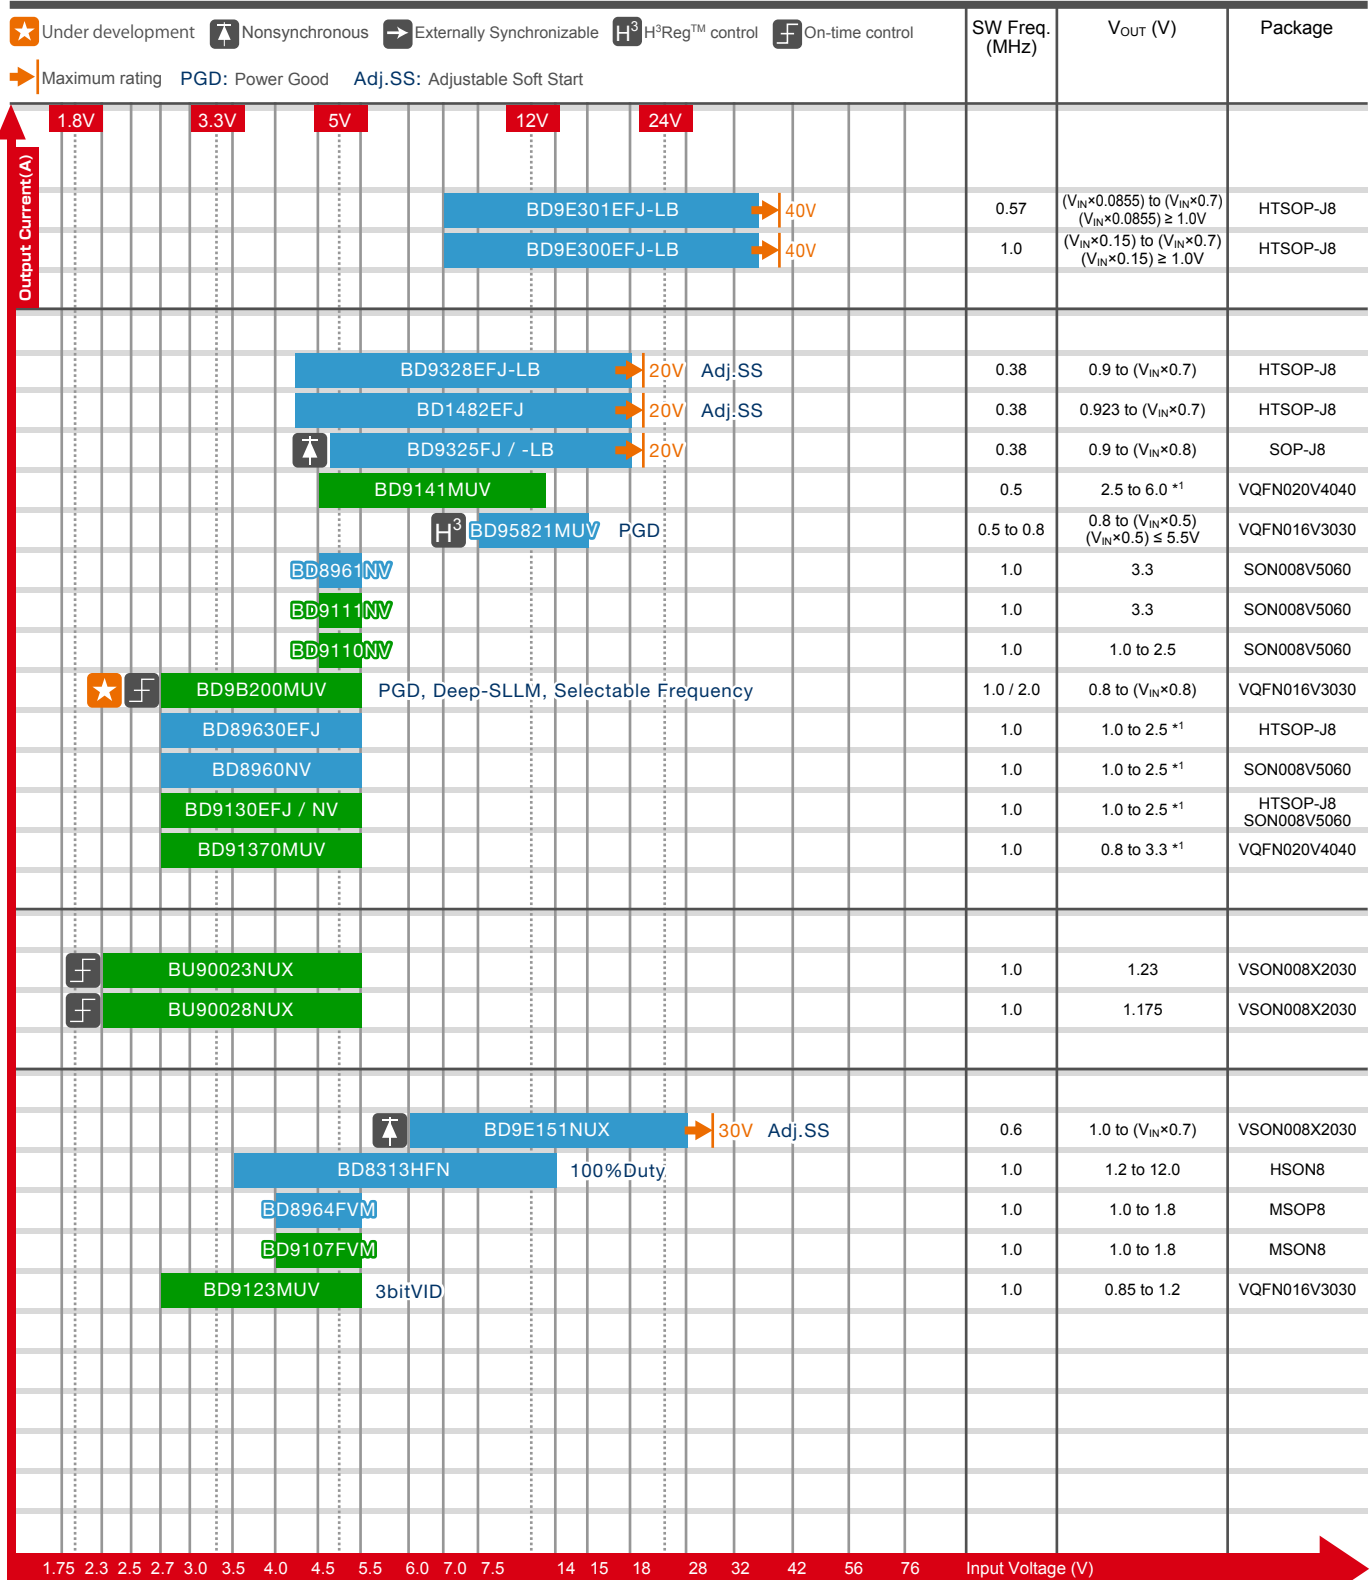 Under development Nonsynchronous Externally Synchronizable H³ H³Reg™ control On-time control
Maximum rating PGD: Power Good Adj.SS: Adjustable Soft Start
SW Freq. (MHz) VOUT (V) Package
1.8V 3.3V 5V 12V 24V
Output Current(A)
BD9E301EFJ-LB 40V 0.57 (VIN×0.0855) to (VIN×0.7) (VIN×0.0855) ≥ 1.0V HTSOP-J8
BD9E300EFJ-LB 40V 1.0 (VIN×0.15) to (VIN×0.7) (VIN×0.15) ≥ 1.0V HTSOP-J8
BD9328EFJ-LB 20V Adj.SS 0.38 0.9 to (VIN×0.7) HTSOP-J8
BD1482EFJ 20V Adj.SS 0.38 0.923 to (VIN×0.7) HTSOP-J8
BD9325FJ / -LB 20V 0.38 0.9 to (VIN×0.8) SOP-J8
BD9141MUV 0.5 2.5 to 6.0 *1 VQFN020V4040
H³ BD95821MUV PGD 0.5 to 0.8 0.8 to (VIN×0.5) (VIN×0.5) ≤ 5.5V VQFN016V3030
BD8961NV 1.0 3.3 SON008V5060
BD9111NV 1.0 3.3 SON008V5060
BD9110NV 1.0 1.0 to 2.5 SON008V5060
BD9B200MUV PGD, Deep-SLLM, Selectable Frequency 1.0 / 2.0 0.8 to (VIN×0.8) VQFN016V3030
BD89630EFJ 1.0 1.0 to 2.5 *1 HTSOP-J8
BD8960NV 1.0 1.0 to 2.5 *1 SON008V5060
BD9130EFJ / NV 1.0 1.0 to 2.5 *1 HTSOP-J8 SON008V5060
BD91370MUV 1.0 0.8 to 3.3 *1 VQFN020V4040
BU90023NUX 1.0 1.23 VSON008X2030
BU90028NUX 1.0 1.175 VSON008X2030
BD9E151NUX 30V Adj.SS 0.6 1.0 to (VIN×0.7) VSON008X2030
BD8313HFN 100%Duty 1.0 1.2 to 12.0 HSON8
BD8964FVM 1.0 1.0 to 1.8 MSOP8
BD9107FVM 1.0 1.0 to 1.8 MSON8
BD9123MUV 3bitVID 1.0 0.85 to 1.2 VQFN016V3030
1.75 2.3 2.5 2.7 3.0 3.5 4.0 4.5 5.5 6.0 7.0 7.5 14 15 18 28 32 42 56 76 Input Voltage (V)